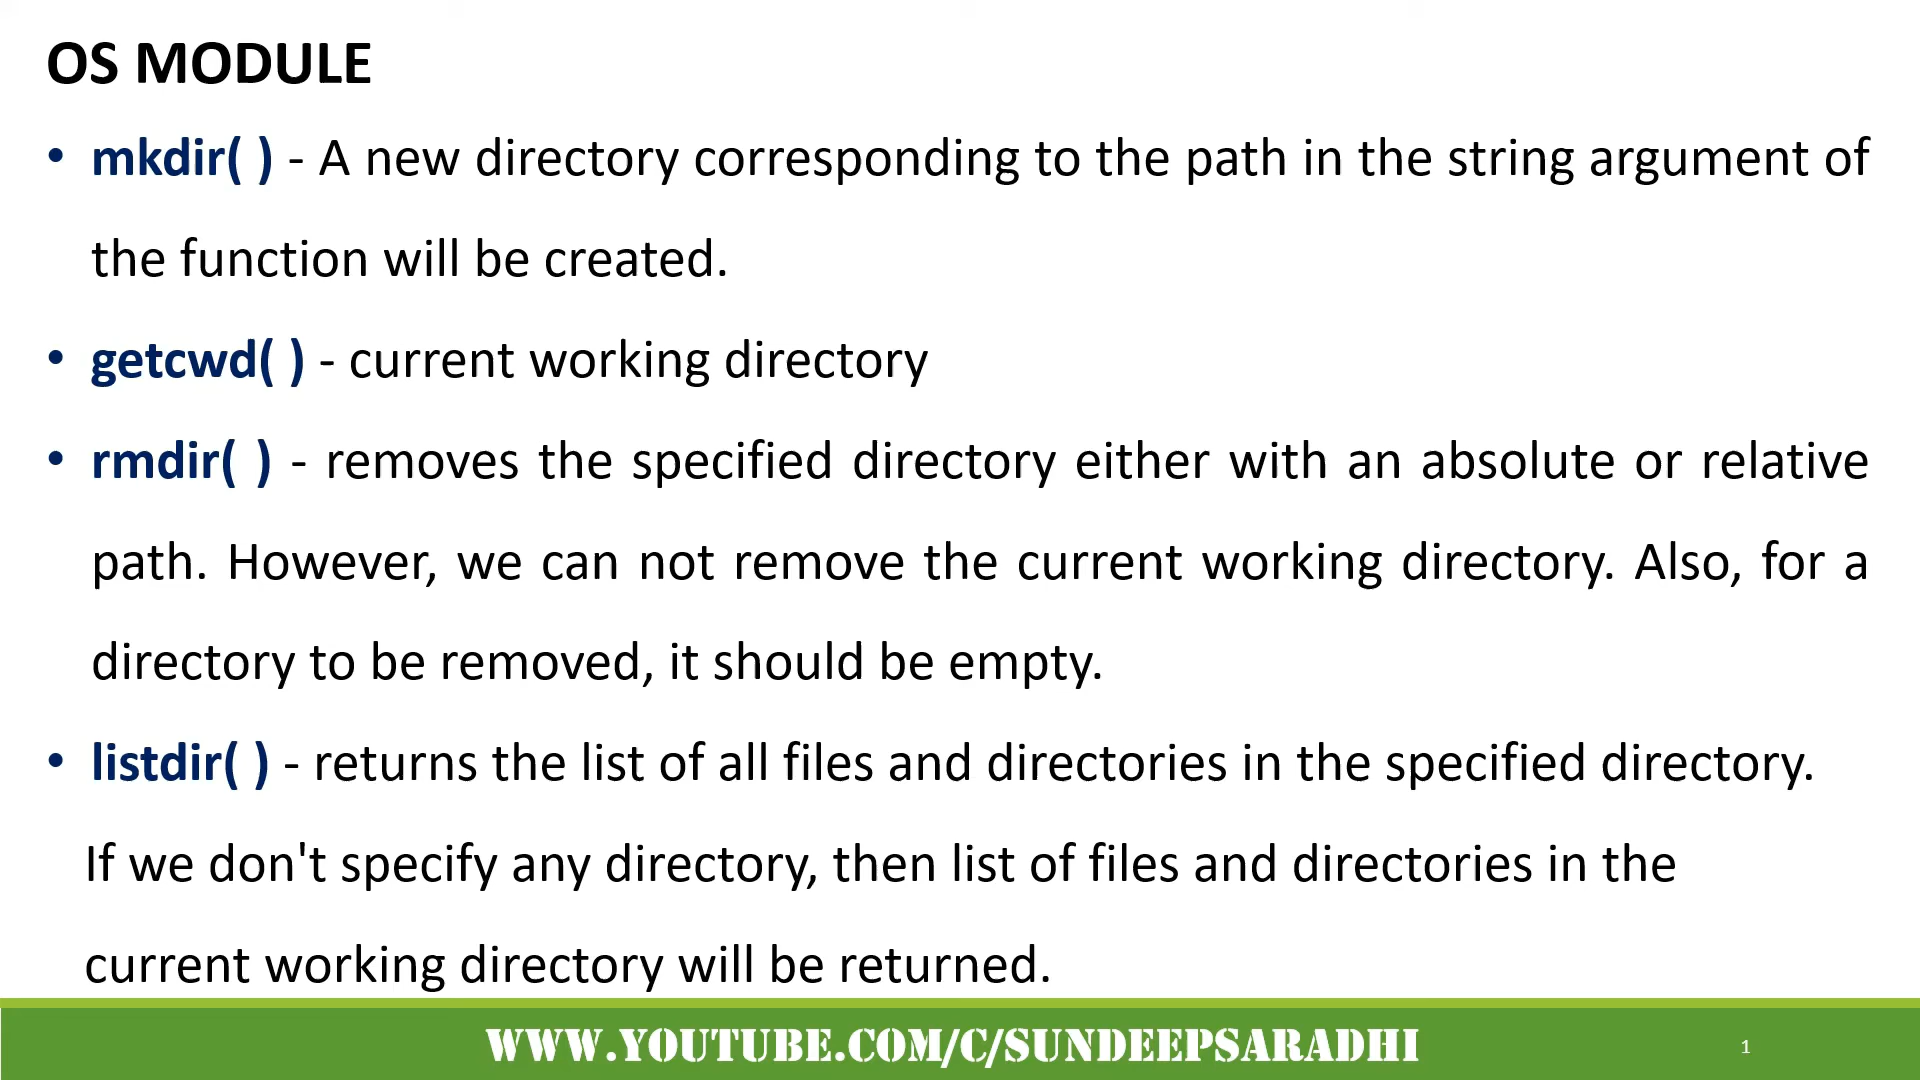 OS MODULE
• mkdir( ) - A new directory corresponding to the path in the string argument of
the function will be created.
• getcwd( ) - current working directory
• rmdir( ) - removes the specified directory either with an absolute or relative
path. However, we can not remove the current working directory. Also, for a
directory to be removed, it should be empty.
• listdir( ) - returns the list of all files and directories in the specified directory.
If we don't specify any directory, then list of files and directories in the
current working directory will be returned.
WWW.YOUTUBE.COM/C/SUNDEEPSARADHI
1